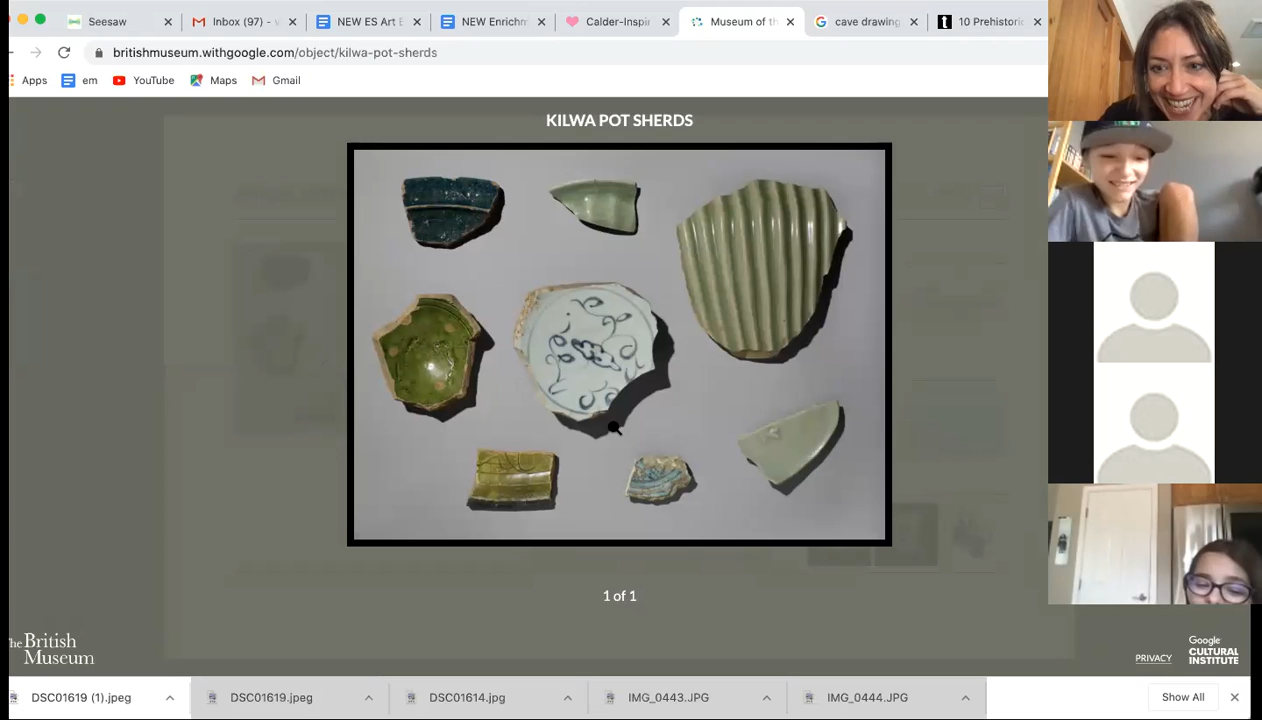 Seesaw
Inbox (97) - v
NEW ES Art E
NEW Enrichm
Calder-Inspir
Museum of th
cave drawing
10 Prehistoric
britishmuseum.withgoogle.com/object/kilwa-pot-sherds
Apps
em
YouTube
Maps
Gmail
KILWA POT SHERDS
1 of 1
The British
Museum
PRIVACY
Google
CULTURAL
INSTITUTE
DSC01619 (1).jpeg
DSC01619.jpeg
DSC01614.jpg
IMG_0443.JPG
IMG_0444.JPG
Show All